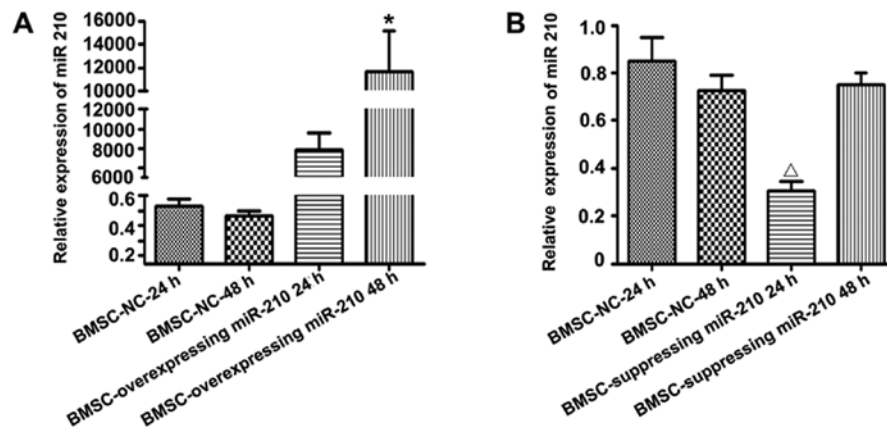 A
Relative expression of miR 210
16000
14000
12000
10000
12000
10000
8000
6000
0.6
0.4
0.2
*
BMSC-NC-24 h
BMSC-NC-48 h
BMSC-overexpressing miR-210 24 h
BMSC-overexpressing miR-210 48 h
B
Relative expression of miR 210
1.0
0.8
0.6
0.4
0.2
0
△
BMSC-NC-24 h
BMSC-NC-48 h
BMSC-suppressing miR-210 24 h
BMSC-suppressing miR-210 48 h